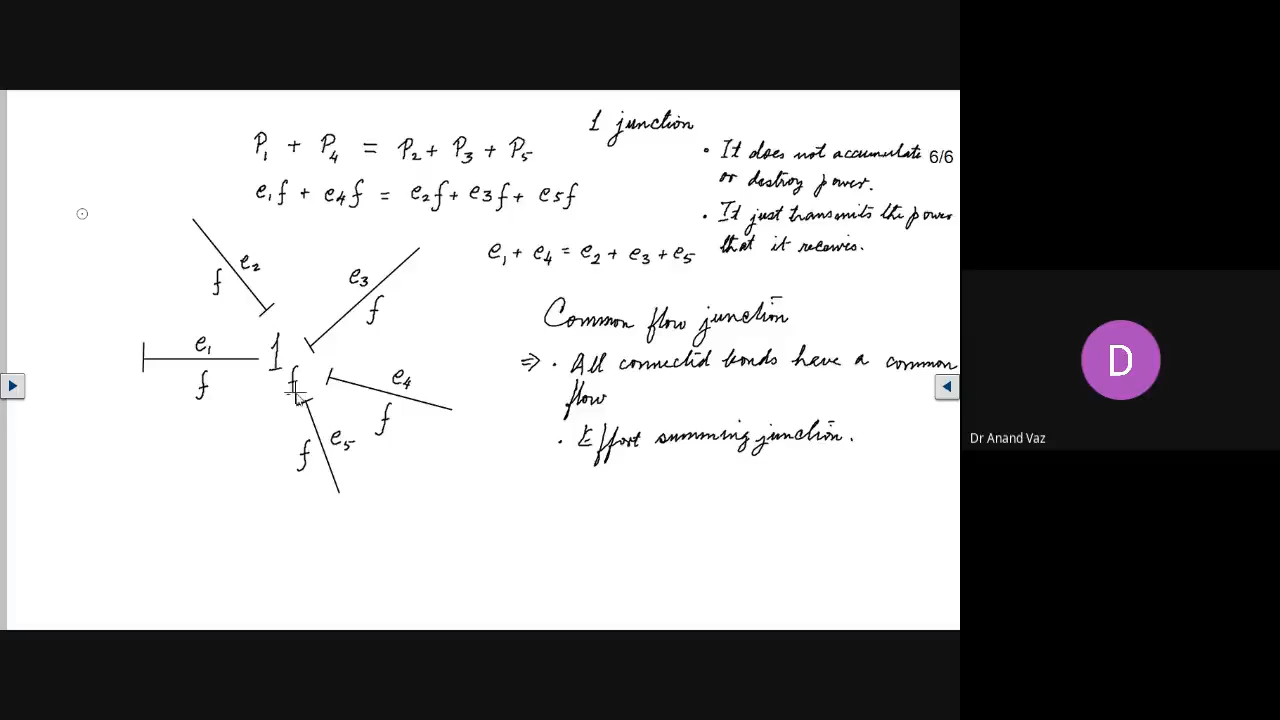 1 junction
P1 + P4 = P2 + P3 + P5
e1f + e4f = e2f + e3f + e5f
• It does not accumulate
or destroy power.
6/6
• It just transmits the power
that it receives.
e1 + e4 = e2 + e3 + e5
Common flow junction
⇒ • All connected bonds have a common
flow
• Effort summing junction.
e2
f
e3
f
e1
f
1
f
e4
f
e5
f
D
Dr Anand Vaz